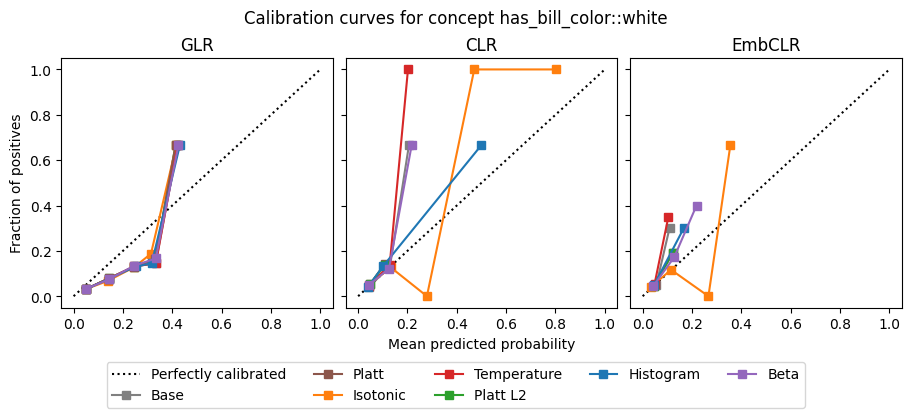 Calibration curves for concept has_bill_color::white
GLR
CLR
EmbCLR
Fraction of positives
1.0
0.8
0.6
0.4
0.2
0.0
0.0 0.2 0.4 0.6 0.8 1.0
0.0 0.2 0.4 0.6 0.8 1.0
0.0 0.2 0.4 0.6 0.8 1.0
Mean predicted probability
Perfectly calibrated
Base
Platt
Isotonic
Temperature
Platt L2
Histogram
Beta